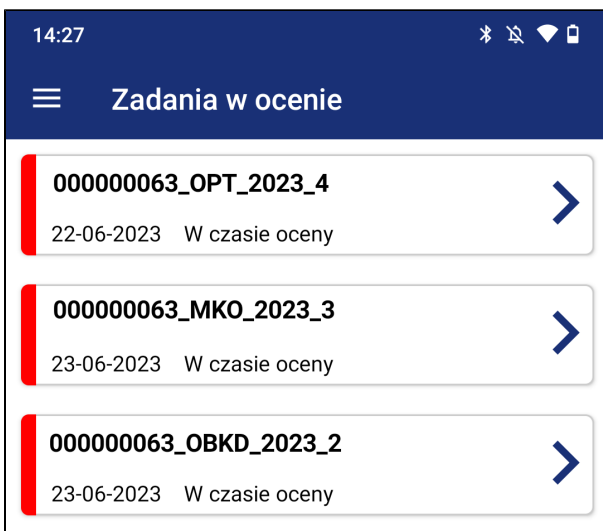 14:27
Zadania w ocenie
000000063_OPT_2023_4
22-06-2023 W czasie oceny
000000063_MKO_2023_3
23-06-2023 W czasie oceny
000000063_OBKD_2023_2
23-06-2023 W czasie oceny